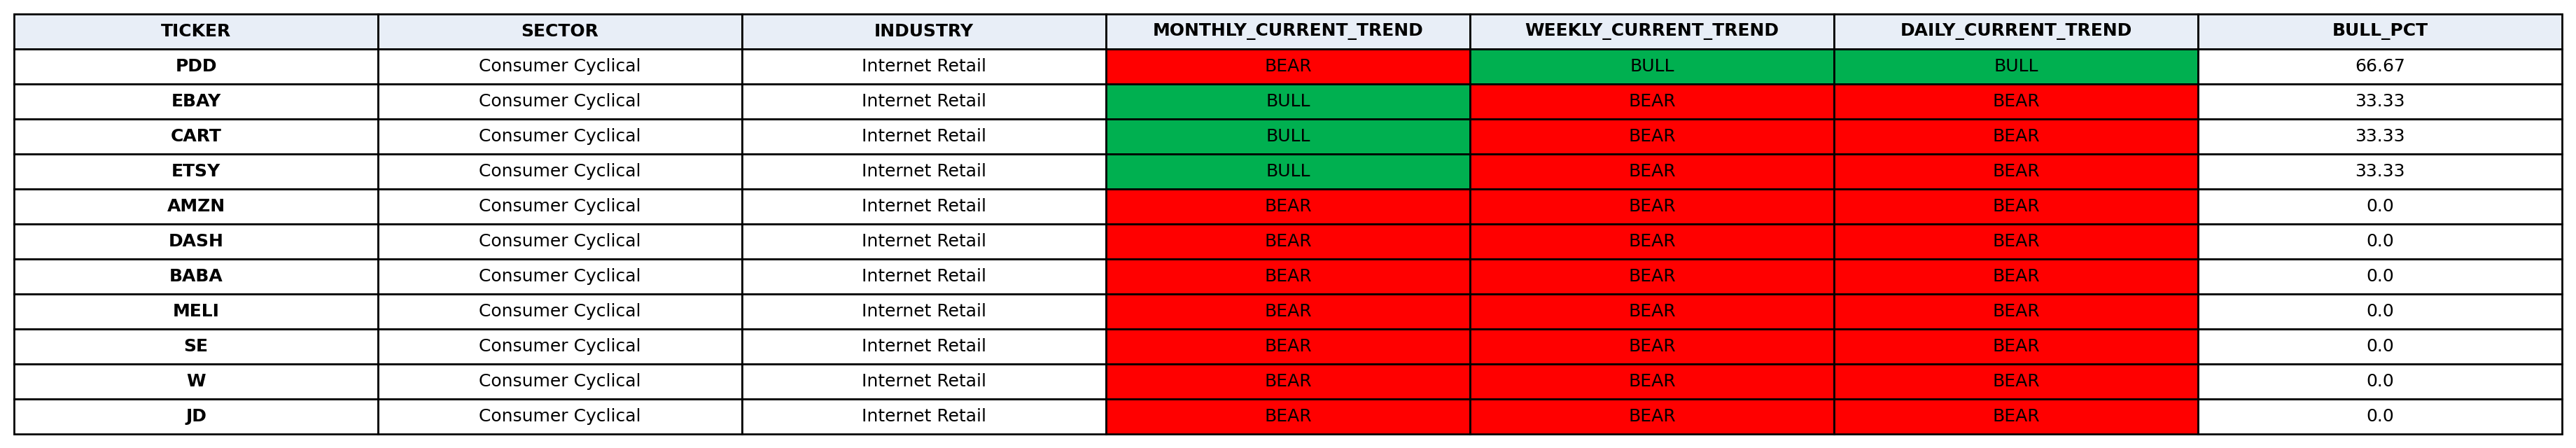 TICKER SECTOR INDUSTRY MONTHLY_CURRENT_TREND WEEKLY_CURRENT_TREND DAILY_CURRENT_TREND BULL_PCT
PDD Consumer Cyclical Internet Retail BEAR BULL BULL 66.67
EBAY Consumer Cyclical Internet Retail BULL BEAR BEAR 33.33
CART Consumer Cyclical Internet Retail BULL BEAR BEAR 33.33
ETSY Consumer Cyclical Internet Retail BULL BEAR BEAR 33.33
AMZN Consumer Cyclical Internet Retail BEAR BEAR BEAR 0.0
DASH Consumer Cyclical Internet Retail BEAR BEAR BEAR 0.0
BABA Consumer Cyclical Internet Retail BEAR BEAR BEAR 0.0
MELI Consumer Cyclical Internet Retail BEAR BEAR BEAR 0.0
SE Consumer Cyclical Internet Retail BEAR BEAR BEAR 0.0
W Consumer Cyclical Internet Retail BEAR BEAR BEAR 0.0
JD Consumer Cyclical Internet Retail BEAR BEAR BEAR 0.0